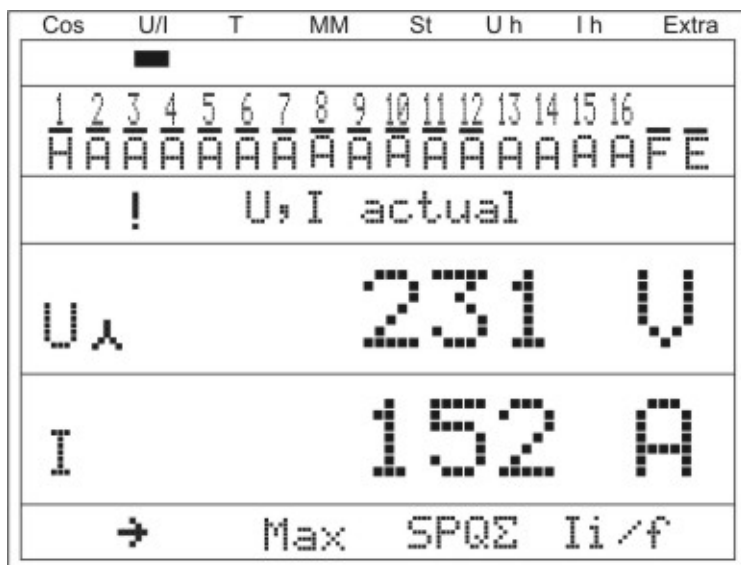 Cos U/I T MM St U h I h Extra
1 2 3 4 5 6 7 8 9 10 11 12 13 14 15 16
H A A A A A A A A A A A A A A A F E
! U,I actual
U⅄ 231 V
I 152 A
→ Max SPQΣ Ii/f